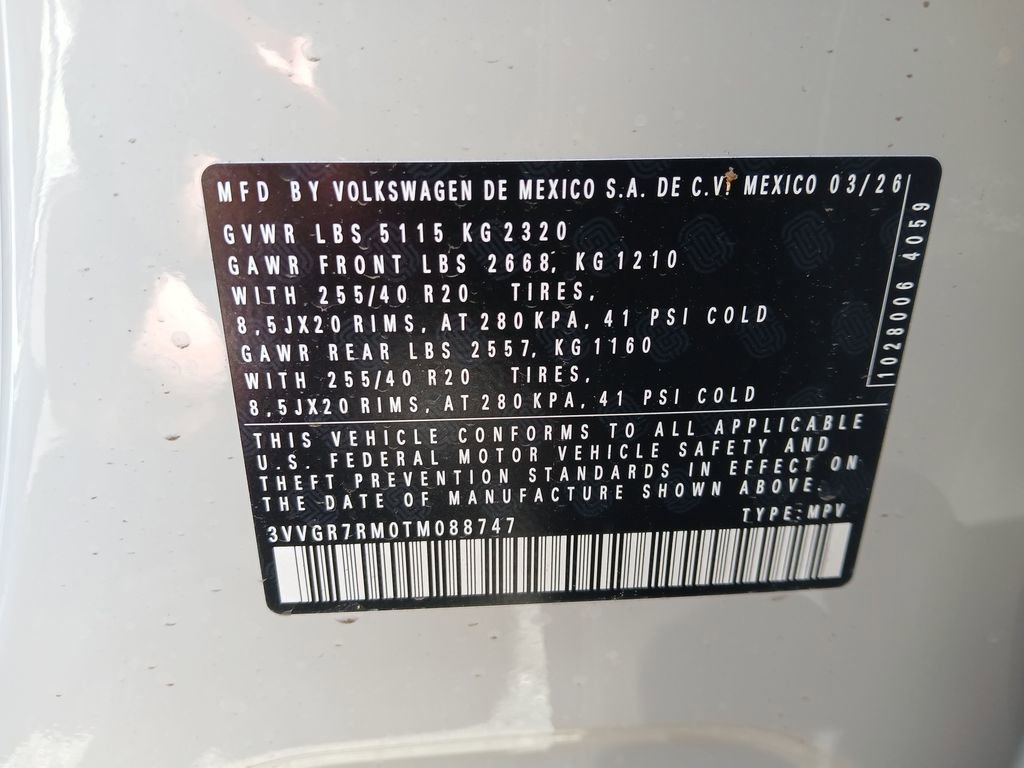 MFD BY VOLKSWAGEN DE MEXICO S.A. DE C.V. MEXICO 03/26
GVWR LBS 5115 KG 2320
GAWR FRONT LBS 2668, KG 1210
WITH 255/40 R20 TIRES,
8,5JX20 RIMS, AT 280 KPA, 41 PSI COLD
GAWR REAR LBS 2557, KG 1160
WITH 255/40 R20 TIRES,
8,5JX20 RIMS, AT 280 KPA, 41 PSI COLD
1028006 4059
THIS VEHICLE CONFORMS TO ALL APPLICABLE
U.S. FEDERAL MOTOR VEHICLE SAFETY AND
THEFT PREVENTION STANDARDS IN EFFECT ON
THE DATE OF MANUFACTURE SHOWN ABOVE.
3VVGR7RM0TM088747
TYPE: MPV